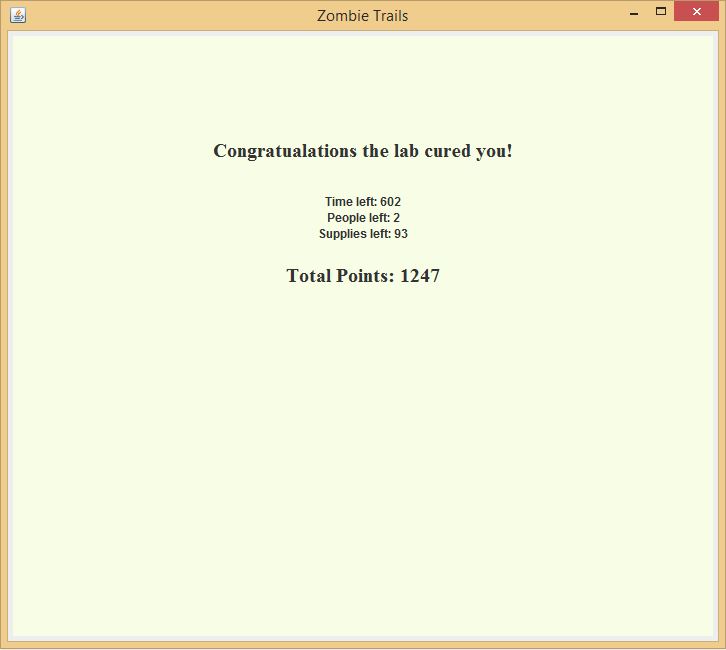 Zombie Trails
Congratualations the lab cured you!
Time left: 602
People left: 2
Supplies left: 93
Total Points: 1247